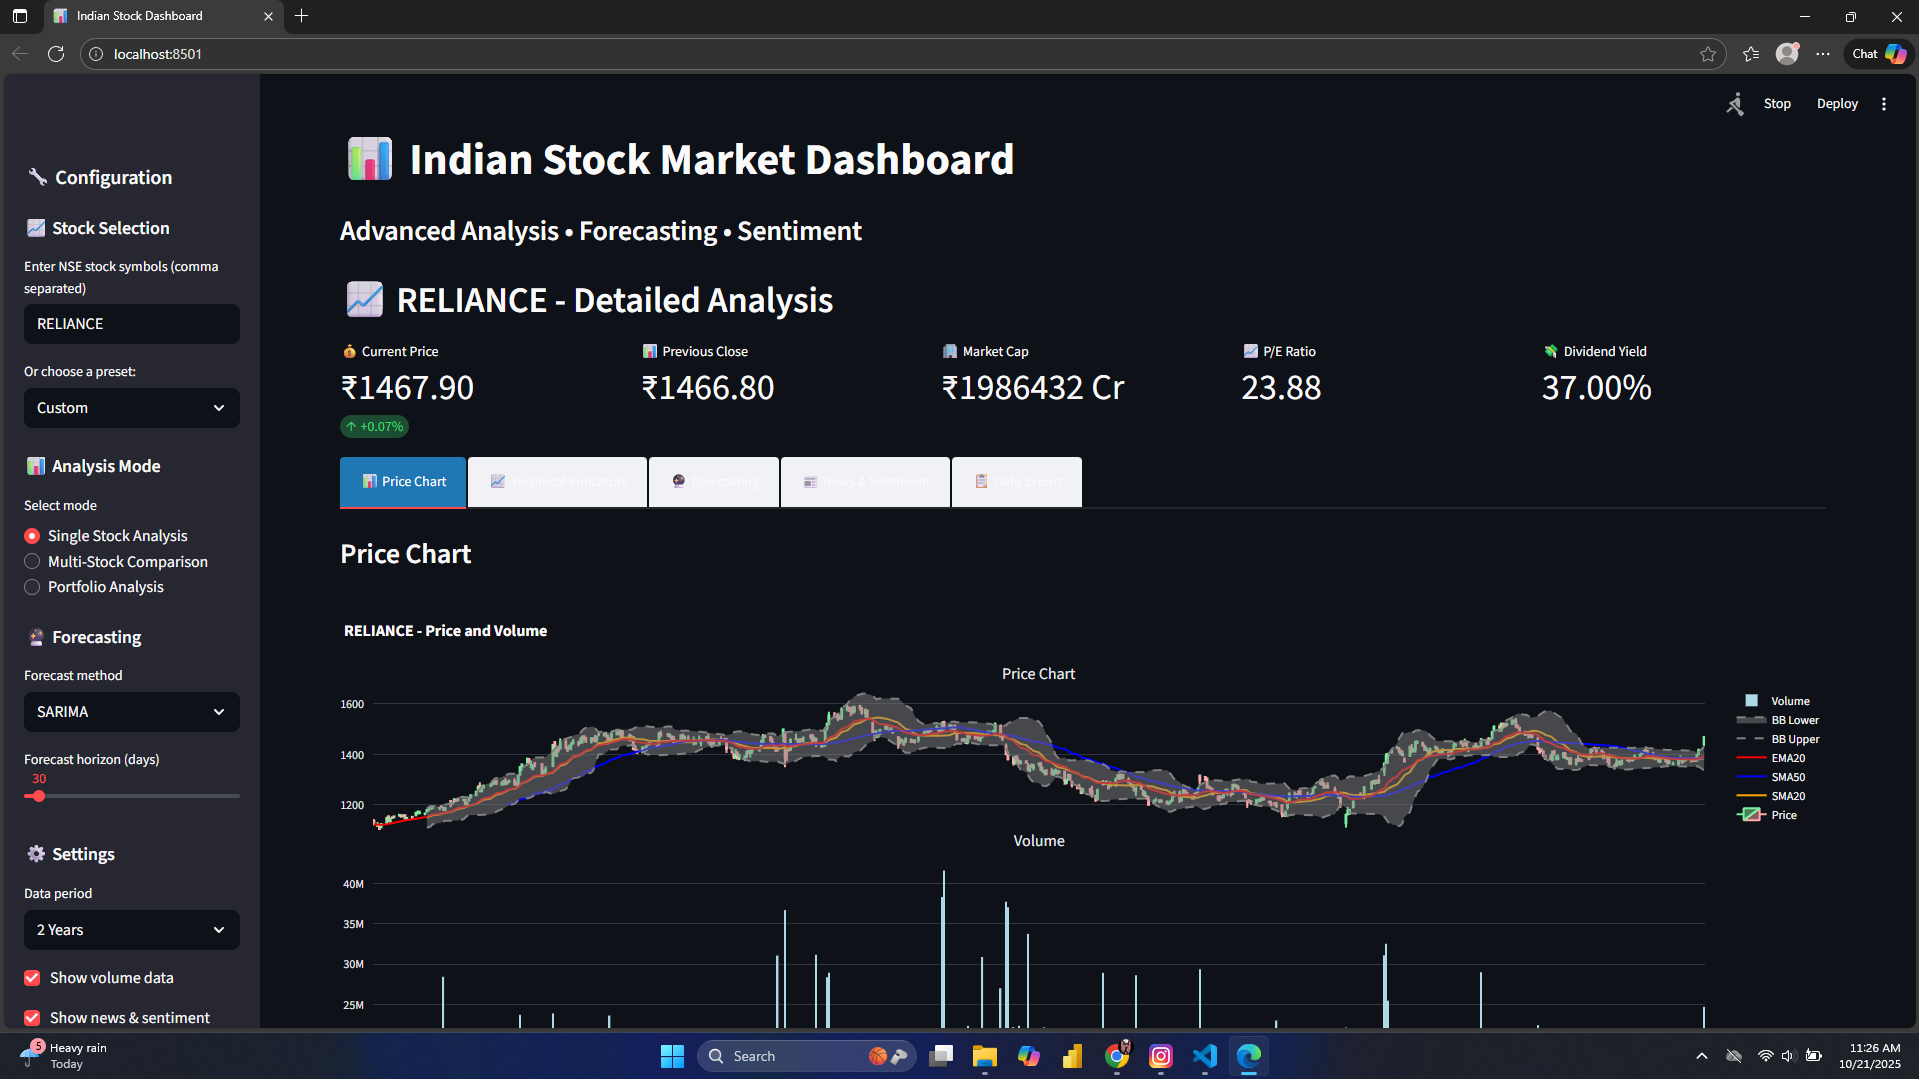 Indian Stock Dashboard
localhost:8501
Chat
Stop
Deploy
Configuration
Stock Selection
Enter NSE stock symbols (comma
separated)
RELIANCE
Or choose a preset:
Custom
Analysis Mode
Select mode
Single Stock Analysis
Multi-Stock Comparison
Portfolio Analysis
Forecasting
Forecast method
SARIMA
Forecast horizon (days)
30
Settings
Data period
2 Years
Show volume data
Show news & sentiment
Indian Stock Market Dashboard
Advanced Analysis • Forecasting • Sentiment
RELIANCE - Detailed Analysis
Current Price
₹1467.90
↑ +0.07%
Previous Close
₹1466.80
Market Cap
₹1986432 Cr
P/E Ratio
23.88
Dividend Yield
37.00%
Price Chart
Technical Indicators
Forecasting
News & Sentiment
Data Export
Price Chart
RELIANCE - Price and Volume
Price Chart
1600
1400
1200
Volume
BB Lower
BB Upper
EMA20
SMA50
SMA20
Price
Volume
40M
35M
30M
25M
5
Heavy rain
Today
Search
11:26 AM
10/21/2025